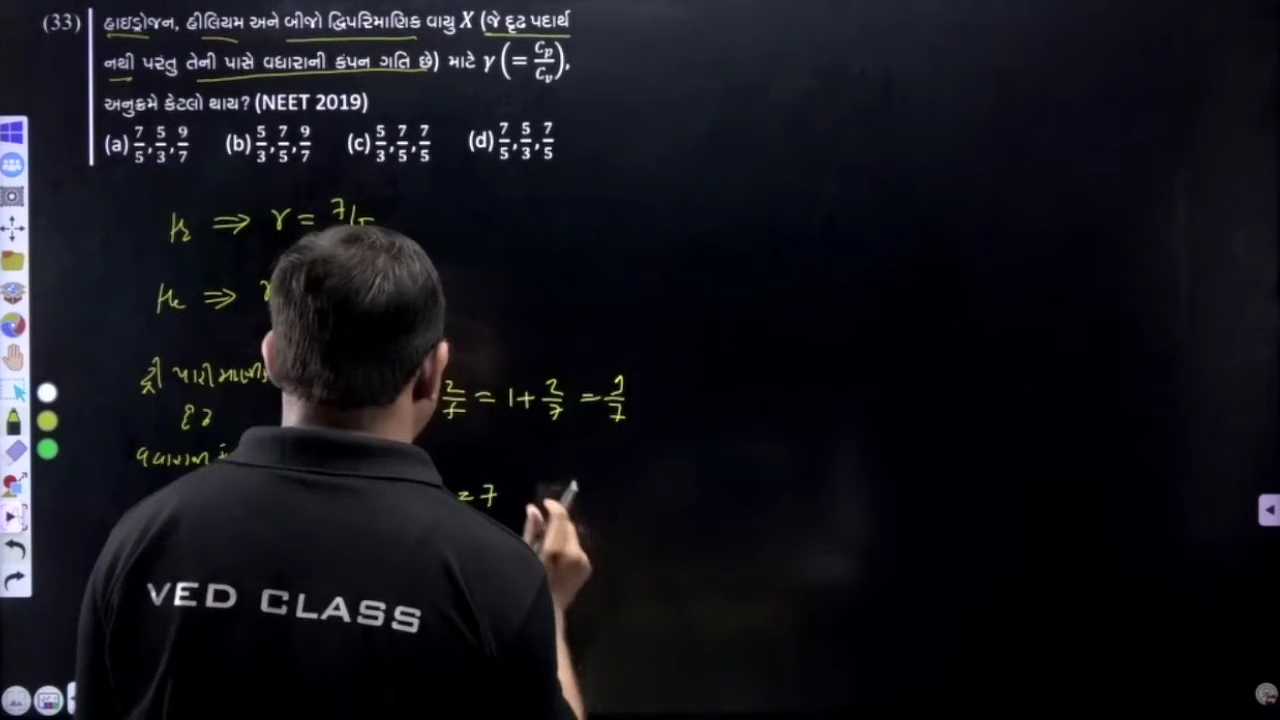 (33) હાઇડ્રોજન, હીલિયમ અને બીજો દ્વિપરિમાણિક વાયુ X (જે દૃઢ પદાર્થ
નથી પરંતુ તેની પાસે વધારાની કંપન ગતિ છે) માટે γ (= Cp/Cv),
અનુક્રમે કેટલો થાય? (NEET 2019)
(a) 7/5, 5/3, 9/7 (b) 5/3, 7/5, 9/7 (c) 5/3, 7/5, 7/5 (d) 7/5, 5/3, 7/5
H2 ⇒ γ = 7/5
He ⇒ γ
2/f = 1 + 2/7 = 9/7
= 7
VED CLASS